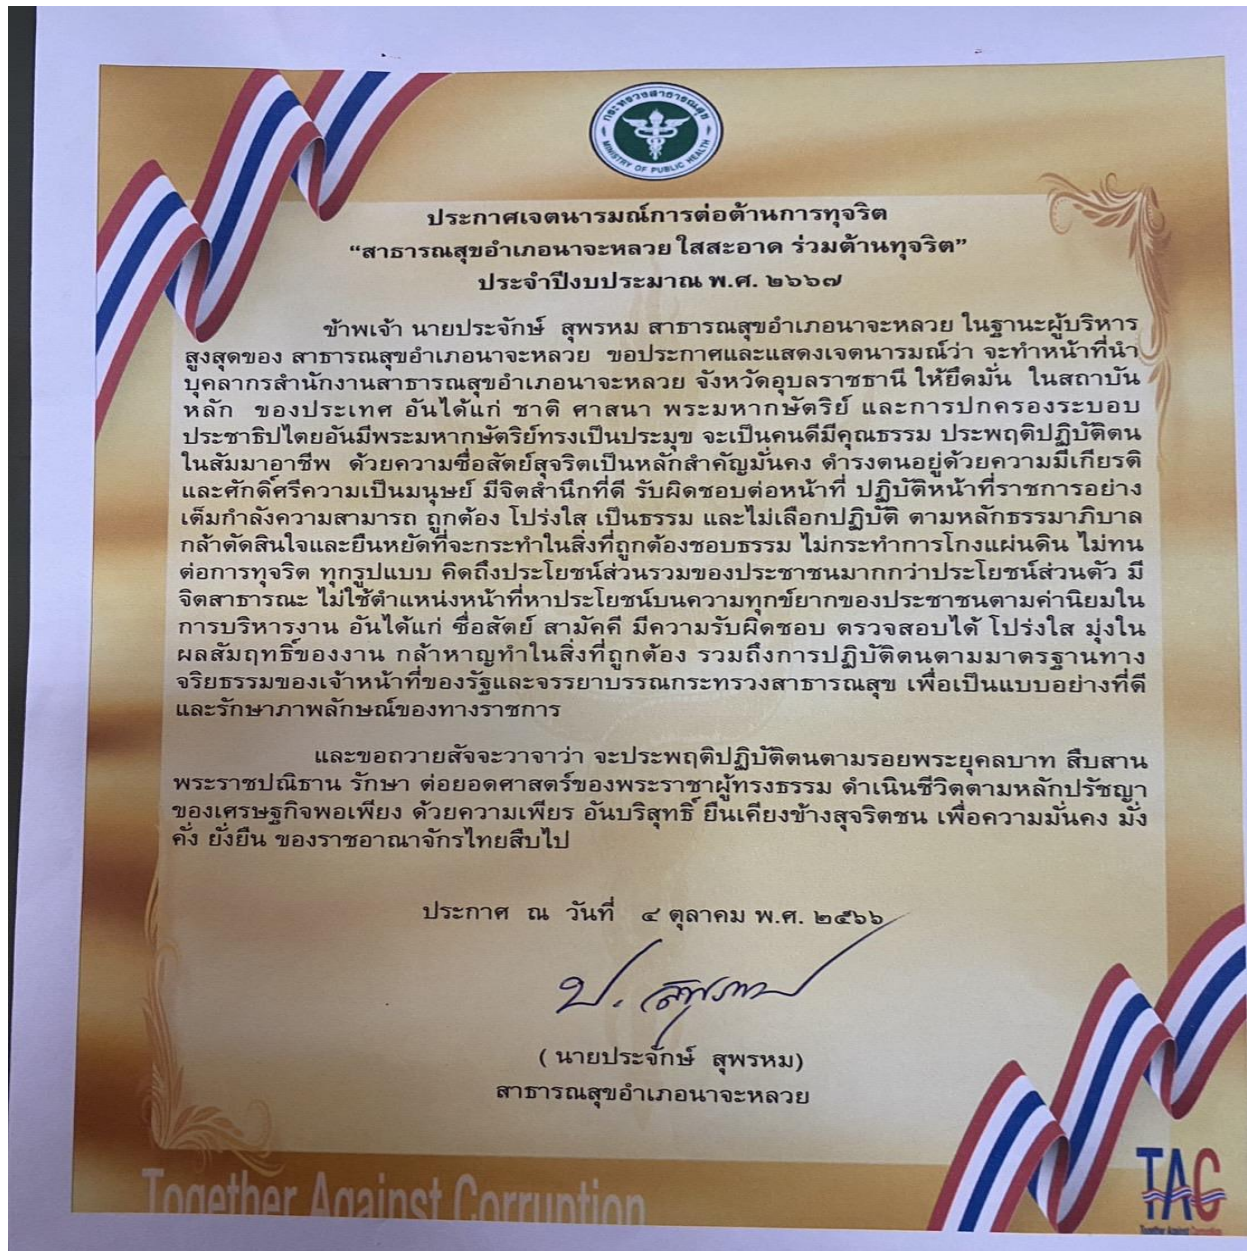 กระทรวงสาธารณสุข
MINISTRY OF PUBLIC HEALTH
ประกาศเจตนารมณ์การต่อต้านการทุจริต
“สาธารณสุขอำเภอนาจะหลวย ใสสะอาด ร่วมต้านทุจริต”
ประจำปีงบประมาณ พ.ศ. ๒๖๖๗
ข้าพเจ้า นายประจักษ์ สุพรหม สาธารณสุขอำเภอนาจะหลวย ในฐานะผู้บริหาร
สูงสุดของ สาธารณสุขอำเภอนาจะหลวย ขอประกาศและแสดงเจตนารมณ์ว่า จะทำหน้าที่นำ
บุคลากรสำนักงานสาธารณสุขอำเภอนาจะหลวย จังหวัดอุบลราชธานี ให้ยึดมั่น ในสถาบัน
หลัก ของประเทศ อันได้แก่ ชาติ ศาสนา พระมหากษัตริย์ และการปกครองระบอบ
ประชาธิปไตยอันมีพระมหากษัตริย์ทรงเป็นประมุข จะเป็นคนดีมีคุณธรรม ประพฤติปฏิบัติตน
ในสัมมาอาชีพ ด้วยความซื่อสัตย์สุจริตเป็นหลักสำคัญมั่นคง ดำรงตนอยู่ด้วยความมีเกียรติ
และศักดิ์ศรีความเป็นมนุษย์ มีจิตสำนึกที่ดี รับผิดชอบต่อหน้าที่ ปฏิบัติหน้าที่ราชการอย่าง
เต็มกำลังความสามารถ ถูกต้อง โปร่งใส เป็นธรรม และไม่เลือกปฏิบัติ ตามหลักธรรมาภิบาล
กล้าตัดสินใจและยืนหยัดที่จะกระทำในสิ่งที่ถูกต้องชอบธรรม ไม่กระทำการโกงแผ่นดิน ไม่ทน
ต่อการทุจริต ทุกรูปแบบ คิดถึงประโยชน์ส่วนรวมของประชาชนมากกว่าประโยชน์ส่วนตัว มี
จิตสาธารณะ ไม่ใช้ตำแหน่งหน้าที่หาประโยชน์บนความทุกข์ยากของประชาชนตามค่านิยมใน
การบริหารงาน อันได้แก่ ซื่อสัตย์ สามัคคี มีความรับผิดชอบ ตรวจสอบได้ โปร่งใส มุ่งใน
ผลสัมฤทธิ์ของงาน กล้าหาญทำในสิ่งที่ถูกต้อง รวมถึงการปฏิบัติตนตามมาตรฐานทาง
จริยธรรมของเจ้าหน้าที่ของรัฐและจรรยาบรรณกระทรวงสาธารณสุข เพื่อเป็นแบบอย่างที่ดี
และรักษาภาพลักษณ์ของทางราชการ
และขอถวายสัจจะวาจาว่า จะประพฤติปฏิบัติตนตามรอยพระยุคลบาท สืบสาน
พระราชปณิธาน รักษา ต่อยอดศาสตร์ของพระราชาผู้ทรงธรรม ดำเนินชีวิตตามหลักปรัชญา
ของเศรษฐกิจพอเพียง ด้วยความเพียร อันบริสุทธิ์ ยืนเคียงข้างสุจริตชน เพื่อความมั่นคง มั่ง
คั่ง ยั่งยืน ของราชอาณาจักรไทยสืบไป
ประกาศ ณ วันที่ ๔ ตุลาคม พ.ศ. ๒๕๖๖
ป. สุพรหม
( นายประจักษ์ สุพรหม)
สาธารณสุขอำเภอนาจะหลวย
Together Against Corruption
TAC
Together Against Corruption